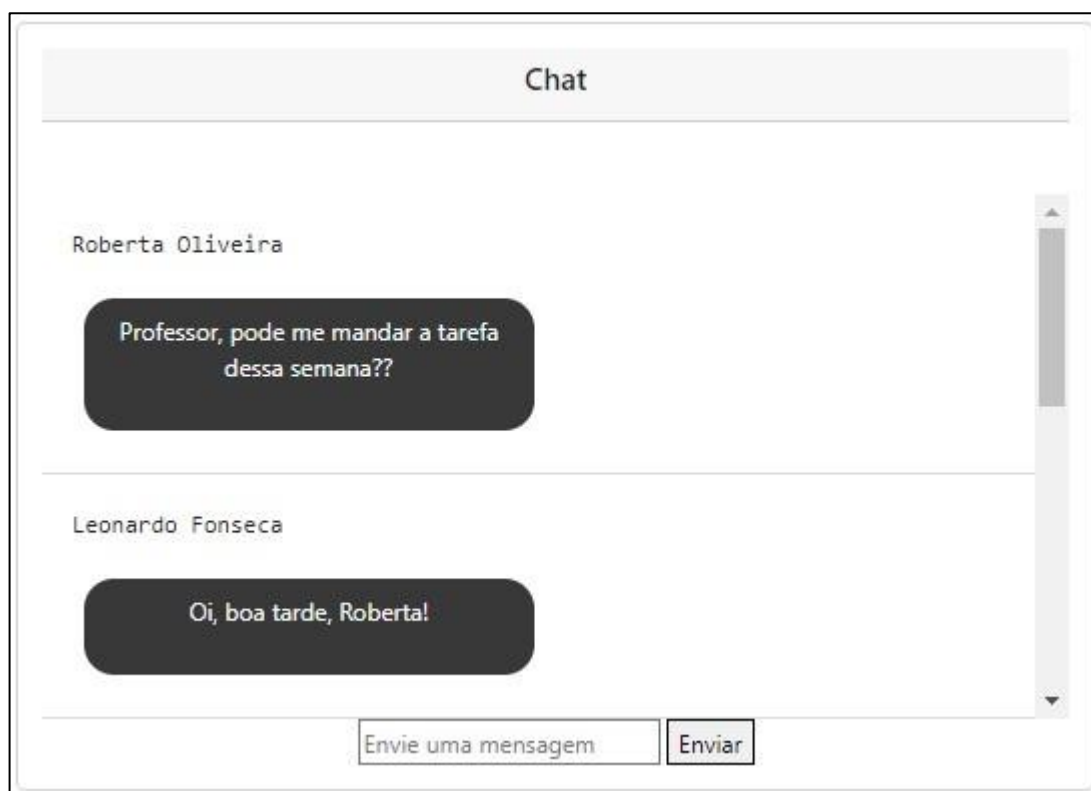 Chat
Roberta Oliveira
Professor, pode me mandar a tarefa
dessa semana??
Leonardo Fonseca
Oi, boa tarde, Roberta!
Envie uma mensagem Enviar